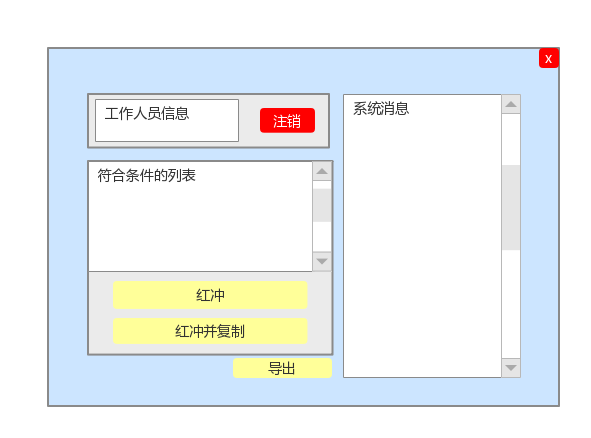 x
工作人员信息
注销
系统消息
符合条件的列表
红冲
红冲并复制
导出